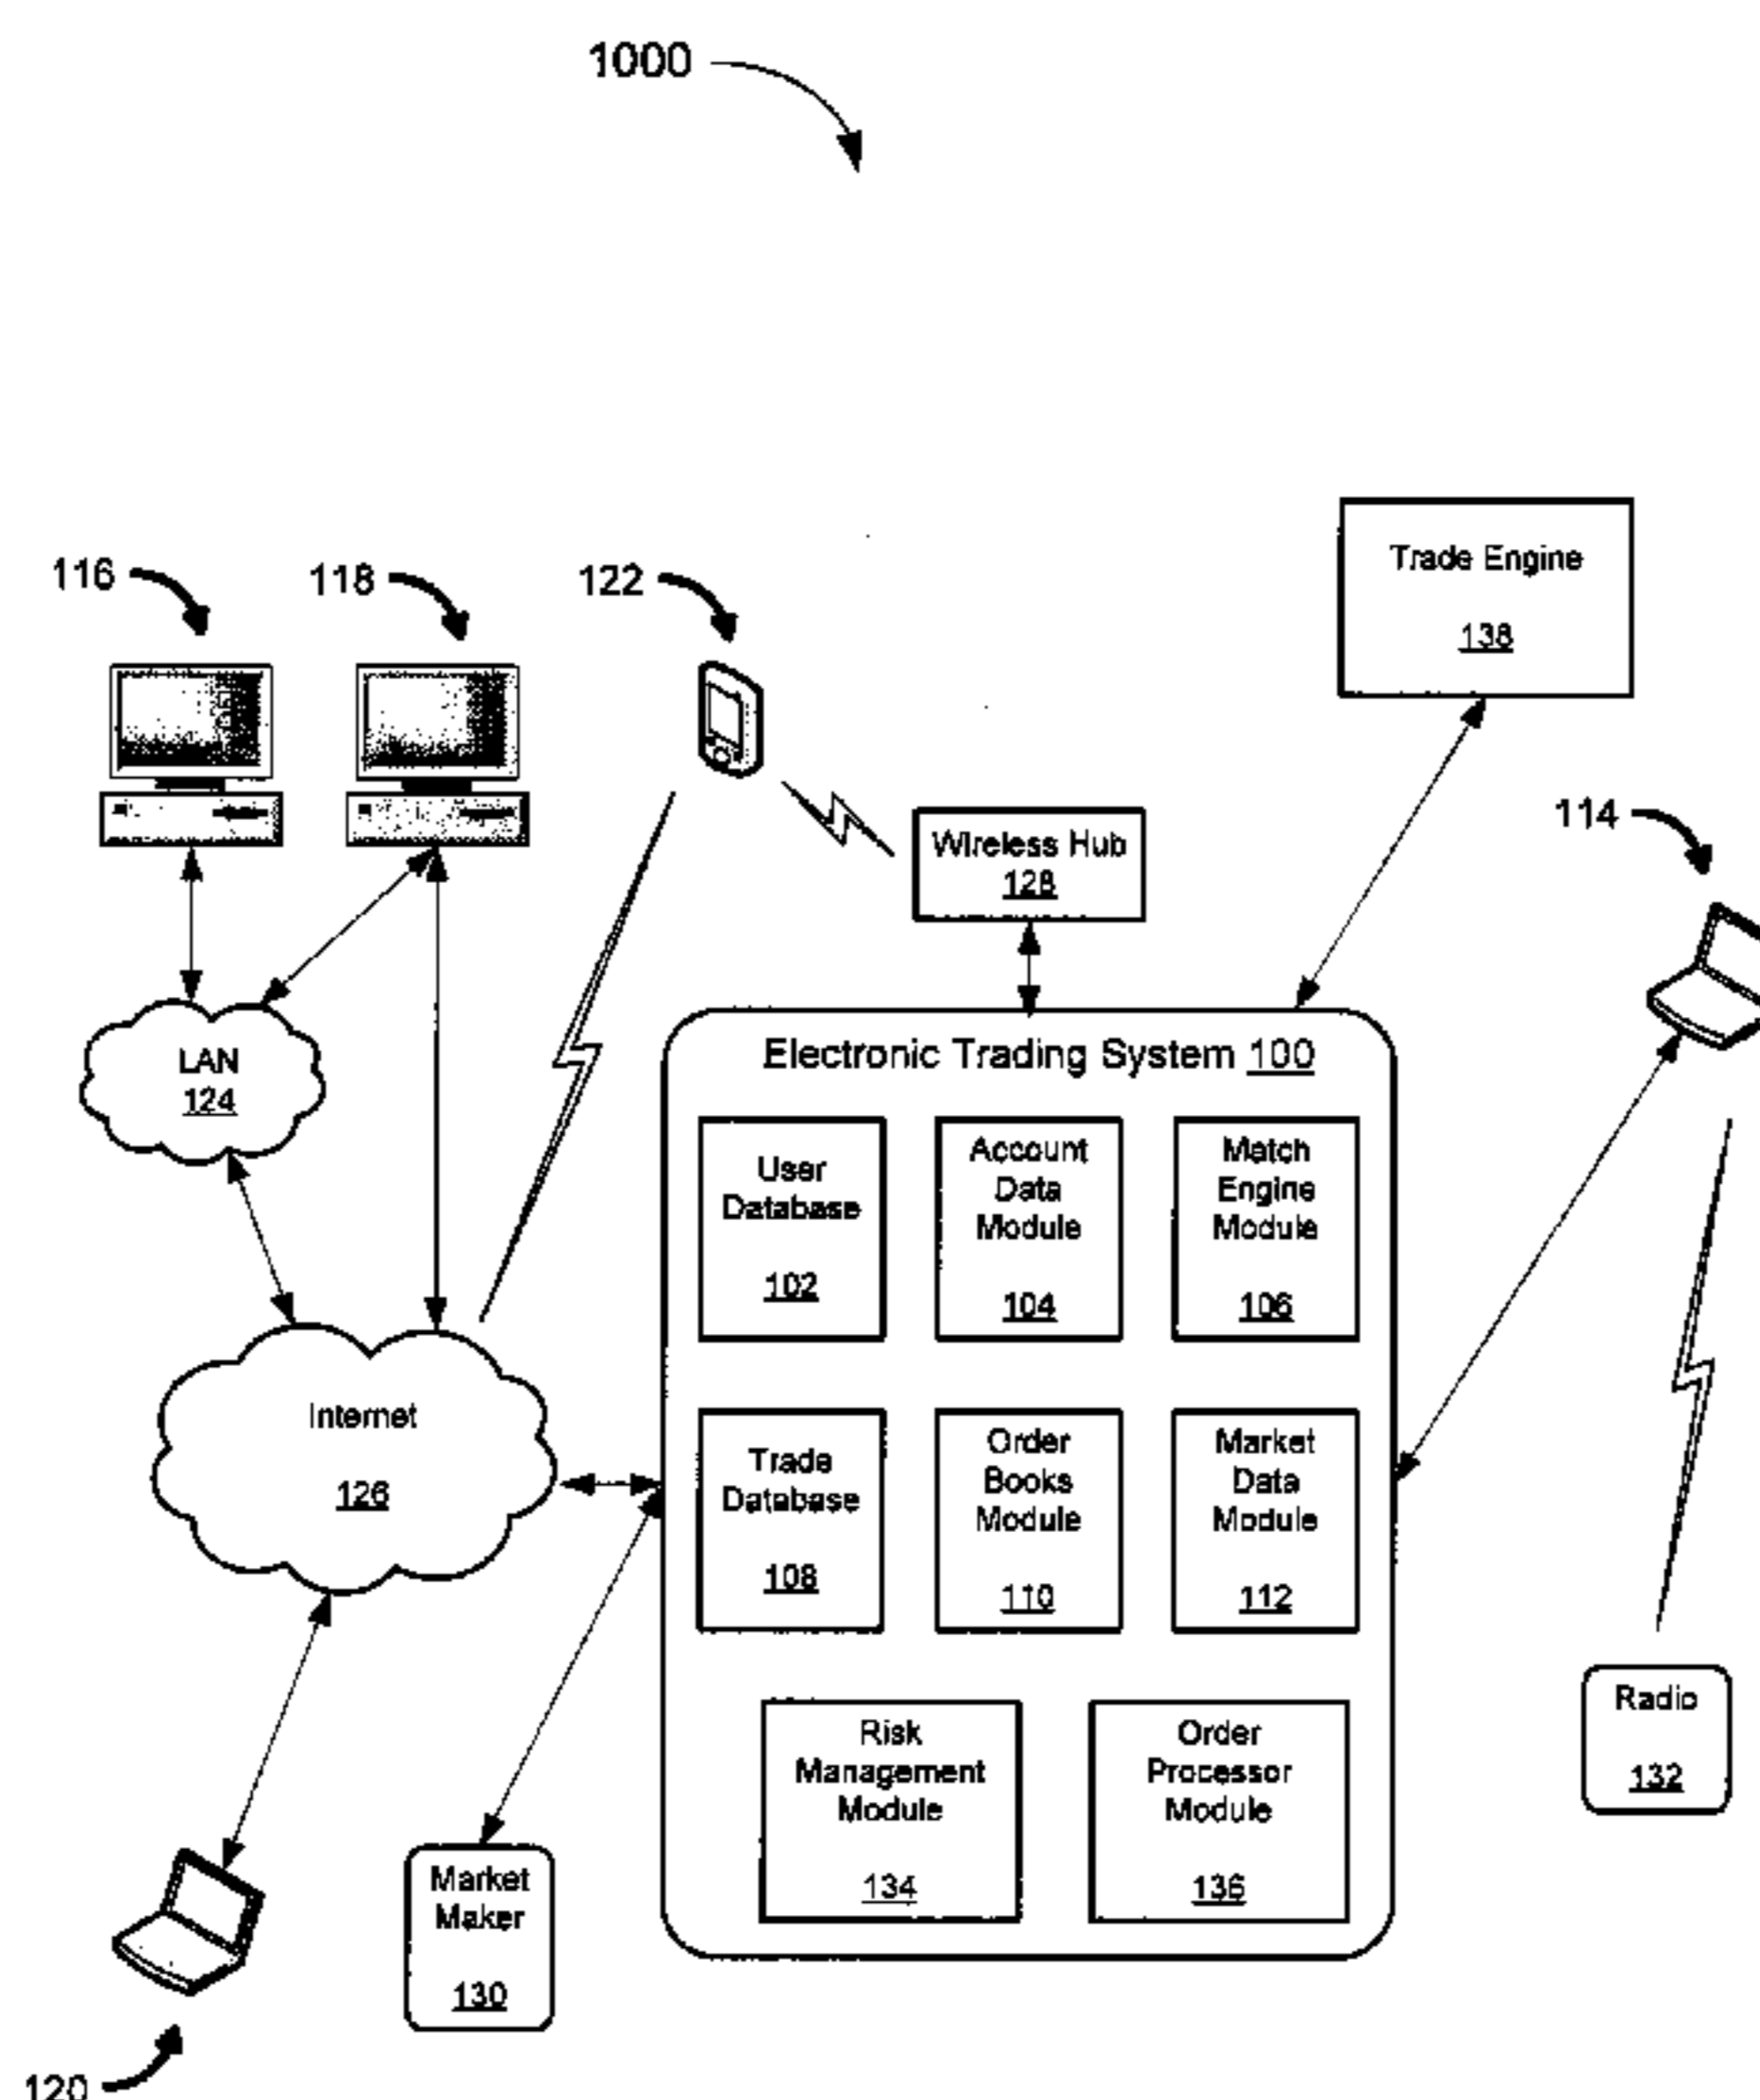 1000
116
118
122
Trade Engine
138
114
Wireless Hub
128
LAN
124
Electronic Trading System 100
User
Database
102
Account
Data
Module
104
Match
Engine
Module
106
Internet
126
Trade
Database
108
Order
Books
Module
110
Market
Data
Module
112
Radio
132
Risk
Management
Module
134
Order
Processor
Module
136
Market
Maker
130
120